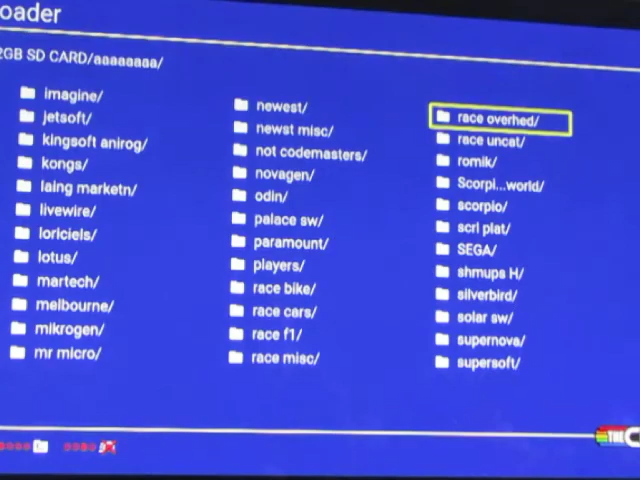 oader
2GB SD CARD/aaaaaaaa/
imagine/
jetsoft/
kingsoft anirog/
kongs/
laing marketn/
livewire/
loriciels/
lotus/
martech/
melbourne/
mikrogen/
mr micro/
newest/
newst misc/
not codemasters/
novagen/
odin/
palace sw/
paramount/
players/
race bike/
race cars/
race f1/
race misc/
race overhed/
race uncat/
romik/
Scorpi...world/
scorpio/
scrl plat/
SEGA/
shmups H/
silverbird/
solar sw/
supernova/
supersoft/
THE